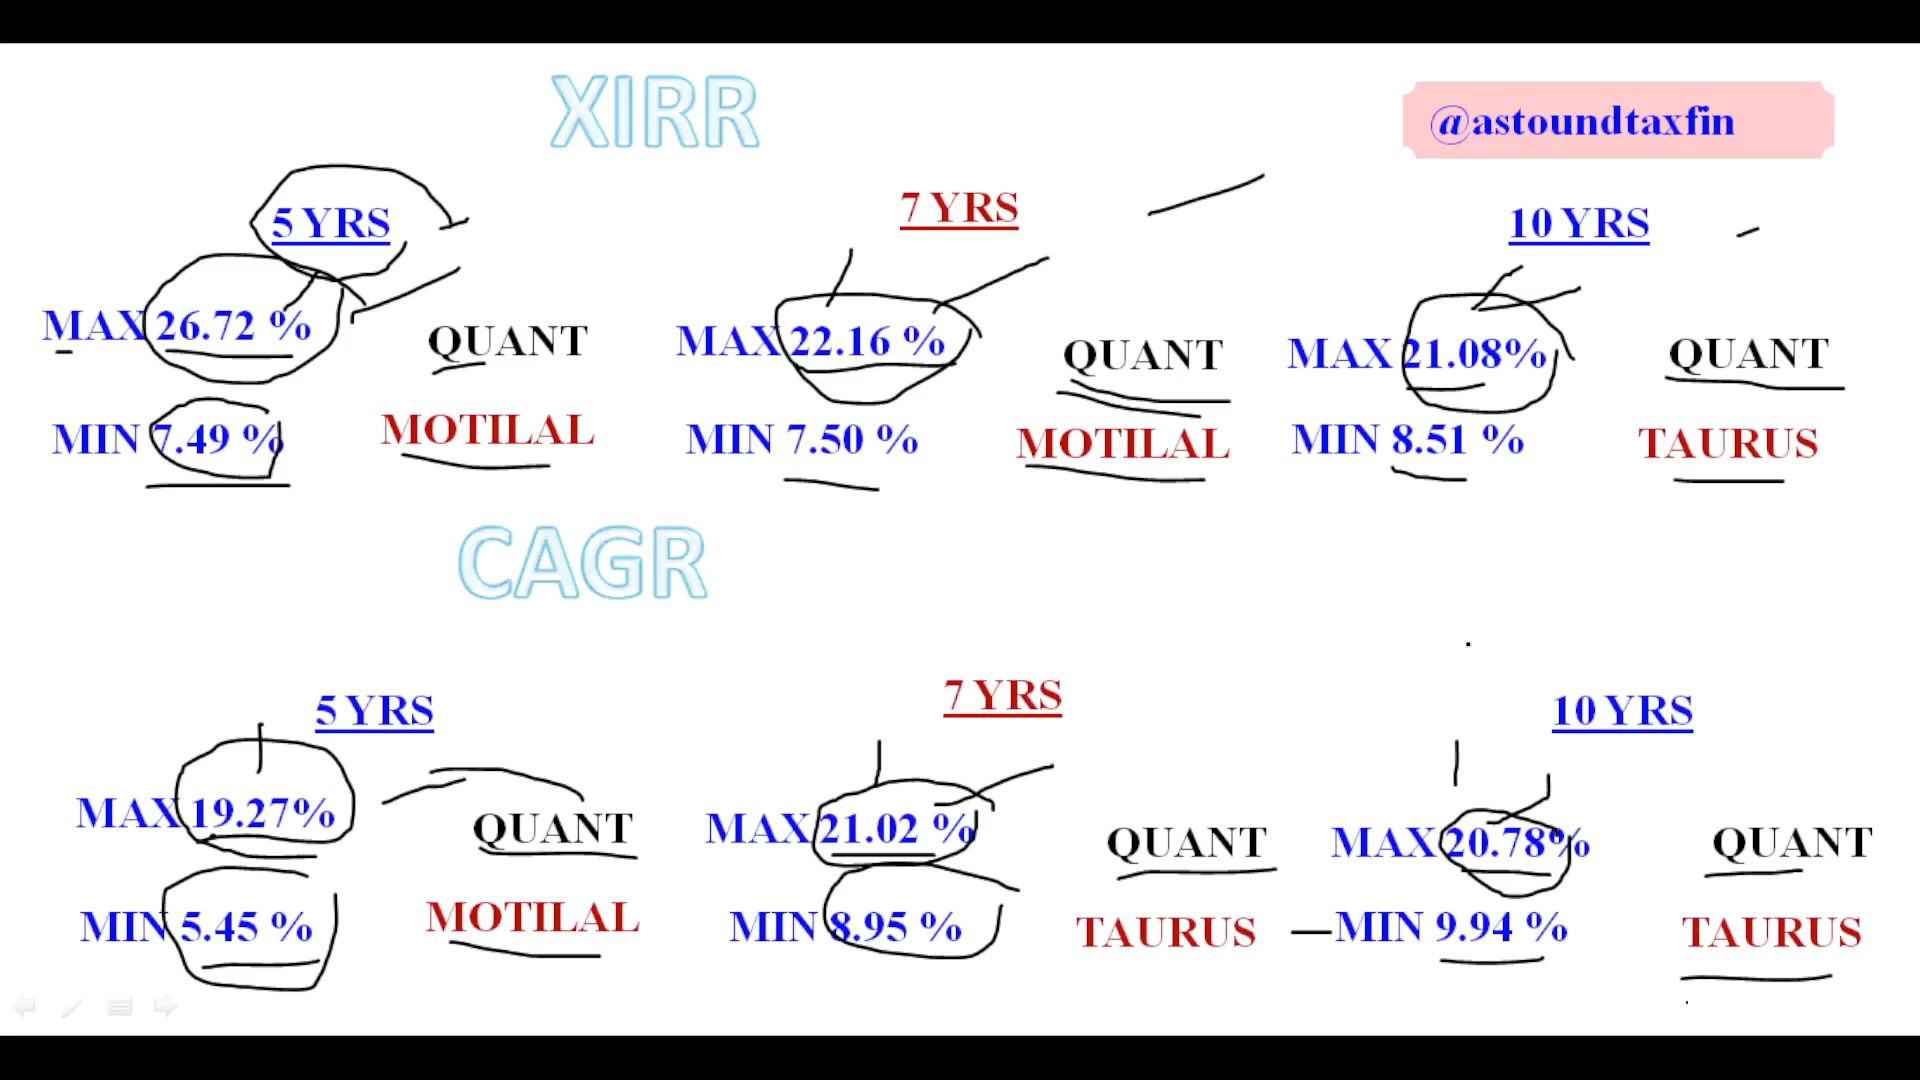 XIRR
@astoundtaxfin
5 YRS
7 YRS
10 YRS
MAX 26.72 % QUANT
MAX 22.16 % QUANT
MAX 21.08% QUANT
MIN 7.49 % MOTILAL
MIN 7.50 % MOTILAL
MIN 8.51 % TAURUS
CAGR
5 YRS
7 YRS
10 YRS
MAX 19.27% QUANT
MAX 21.02 % QUANT
MAX 20.78% QUANT
MIN 5.45 % MOTILAL
MIN 8.95 % TAURUS
MIN 9.94 % TAURUS